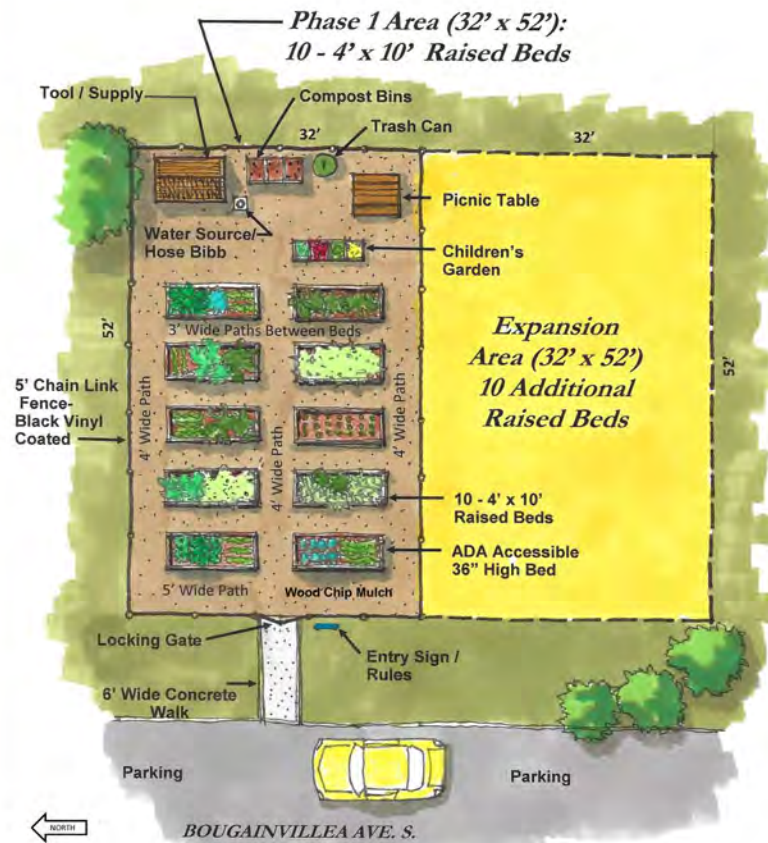 Phase 1 Area (32' x 52'):
10 - 4' x 10' Raised Beds
Tool / Supply
Compost Bins
32'
Trash Can
32'
Picnic Table
Water Source/
Hose Bibb
Children's
Garden
3' Wide Paths Between Beds
52'
Expansion
Area (32' x 52')
10 Additional
Raised Beds
52'
5' Chain Link
Fence-
Black Vinyl
Coated
4' Wide Path
4' Wide Path
4' Wide Path
10 - 4' x 10'
Raised Beds
ADA Accessible
36" High Bed
5' Wide Path
Wood Chip Mulch
Locking Gate
Entry Sign /
Rules
6' Wide Concrete
Walk
Parking
Parking
NORTH
BOUGAINVILLEA AVE. S.